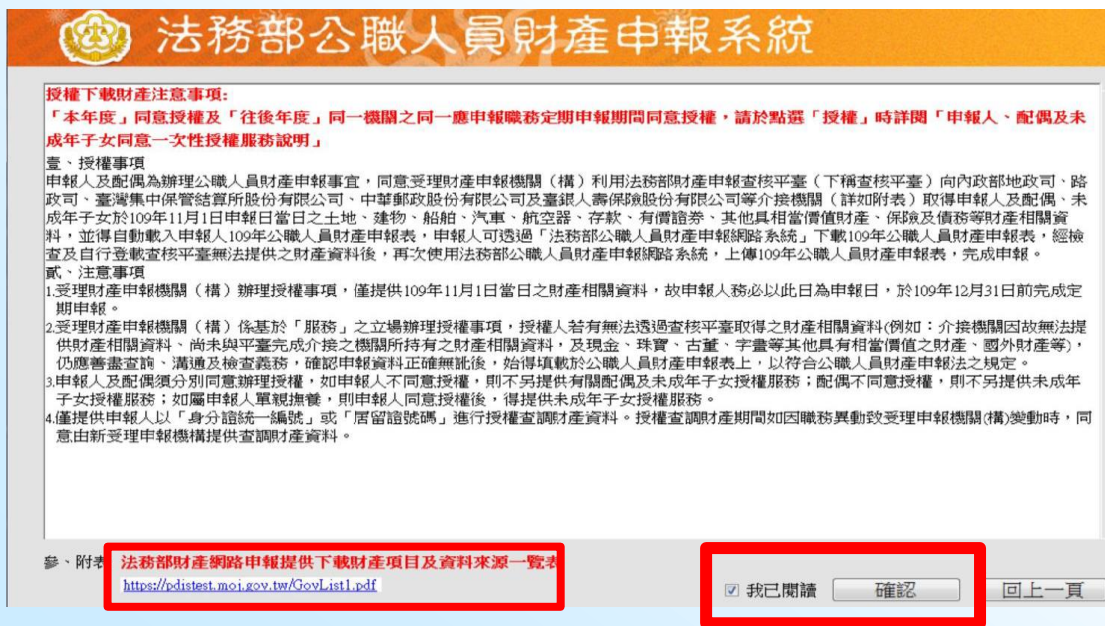 法務部公職人員財產申報系統
授權下載財產注意事項:
「本年度」同意授權及「往後年度」同一機關之同一應申報職務定期申報期間同意授權，請於點選「授權」時詳閱「申報人、配偶及未
成年子女同意一次性授權服務說明」
壹、授權事項
申報人及配偶為辦理公職人員財產申報事宜，同意受理財產申報機關（構）利用法務部財產申報查核平臺（下稱查核平臺）向內政部地政司、路
政司、臺灣集中保管結算所股份有限公司、中華郵政股份有限公司及臺銀人壽保險股份有限公司等介接機關（詳如附表）取得申報人及配偶、未
成年子女於109年11月1日申報日當日之土地、建物、船舶、汽車、航空器、存款、有價證券、其他具相當價值財產、保險及債務等財產相關資
料，並得自動載入申報人109年公職人員財產申報表，申報人可透過「法務部公職人員財產申報網路系統」下載109年公職人員財產申報表，經檢
查及自行登載查核平臺無法提供之財產資料後，再次使用法務部公職人員財產申報網路系統，上傳109年公職人員財產申報表，完成申報。
貳、注意事項
1.受理財產申報機關（構）辦理授權事項，僅提供109年11月1日當日之財產相關資料，故申報人務必以此日為申報日，於109年12月31日前完成定
期申報。
2.受理財產申報機關（構）係基於「服務」之立場辦理授權事項，授權人若有無法透過查核平臺取得之財產相關資料(例如：介接機關因故無法提
供財產相關資料、尚未與平臺完成介接之機關所持有之財產相關資料，及現金、珠寶、古董、字畫等其他具有相當價值之財產、國外財產等)，
仍應善盡查詢、溝通及檢查義務，確認申報資料正確無訛後，始得填載於公職人員財產申報表上，以符合公職人員財產申報法之規定。
3.申報人及配偶須分別同意辦理授權，如申報人不同意授權，則不另提供有關配偶及未成年子女授權服務；配偶不同意授權，則不另提供未成年
子女授權服務；如屬申報人單親撫養，則申報人同意授權後，得提供未成年子女授權服務。
4.僅提供申報人以「身分證統一編號」或「居留證號碼」進行授權查調財產資料。授權查調財產期間如因職務異動致受理申報機關(構)變動時，同
意由新受理申報機構提供查調財產資料。
參、附表 法務部財產網路申報提供下載財產項目及資料來源一覽表
https://pdistest.moj.gov.tw/GovList1.pdf
我已閱讀 確認 回上一頁